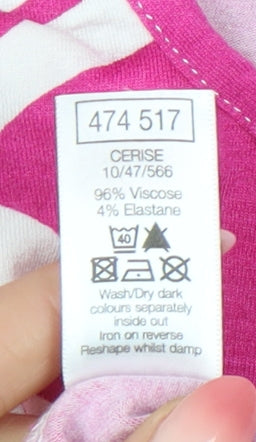 474 517
CERISE
10/47/566
96% Viscose
4% Elastane
40
Wash/Dry dark
colours separately
inside out
Iron on reverse
Reshape whilst damp